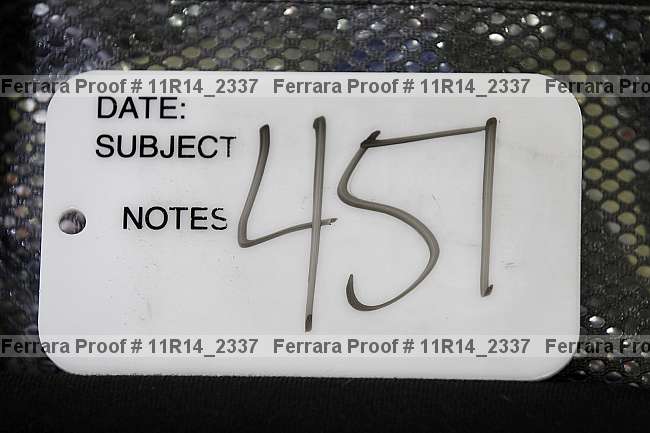 Ferrara Proof # 11R14_2337 Ferrara Proof # 11R14_2337 Ferrara Pro
DATE:
SUBJECT
NOTES
451
Ferrara Proof # 11R14_2337 Ferrara Proof # 11R14_2337 Ferrara Pro